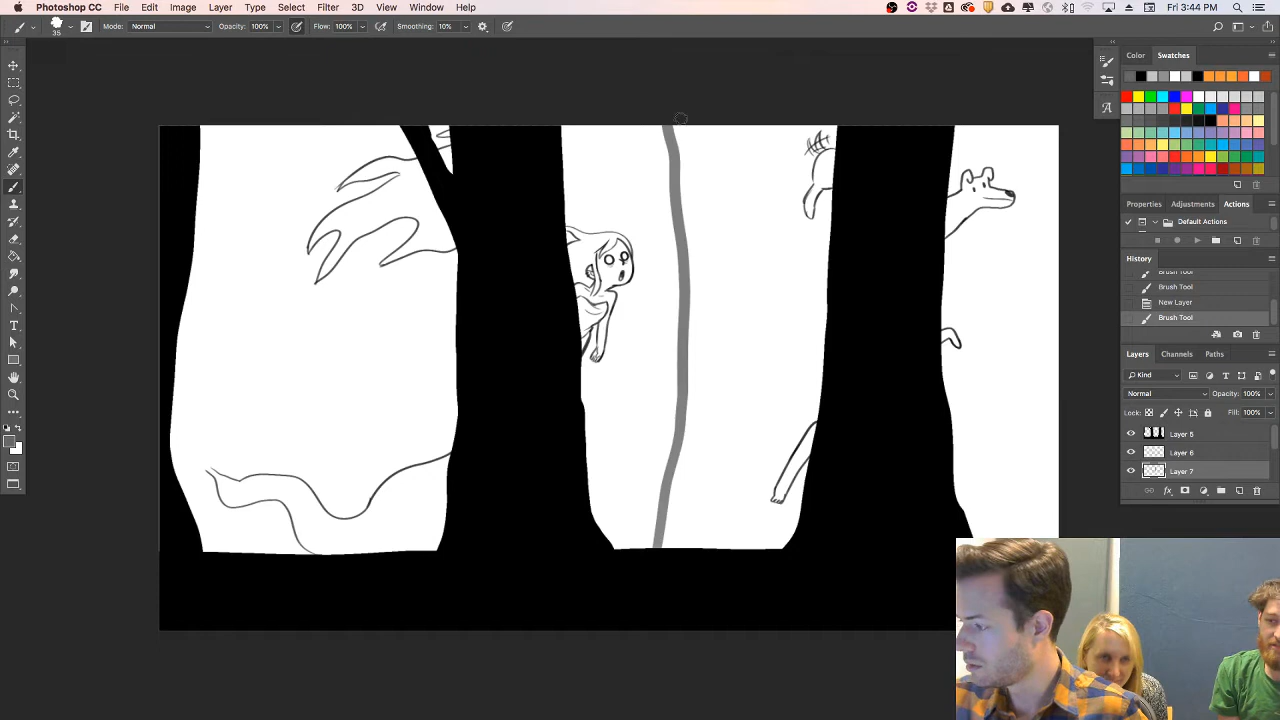 Photoshop CC File Edit Image Layer Type Select Filter 3D View Window Help Fri 3:44 PM
35 Mode: Normal Opacity: 100% Flow: 100% Smoothing: 10%
Color Swatches
Properties Adjustments Actions
Default Actions
History
Brush Tool
Brush Tool
New Layer
Brush Tool
Layers Channels Paths
Kind
Normal Opacity: 100%
Lock: Fill: 100%
Layer 5
Layer 6
Layer 7